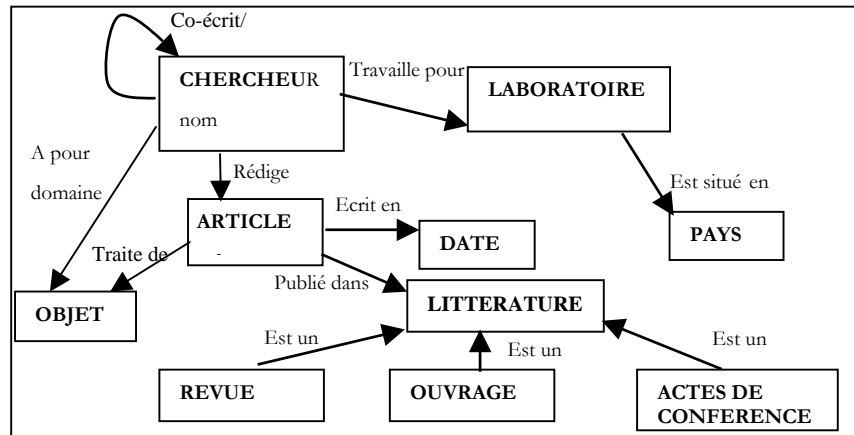 Co-écrit/
CHERCHEUR
nom
Travaille pour
LABORATOIRE
A pour
domaine
Rédige
Est situé en
ARTICLE
-
Ecrit en
DATE
PAYS
Traite de
Publié dans
OBJET
LITTERATURE
Est un
Est un
Est un
REVUE
OUVRAGE
ACTES DE
CONFERENCE